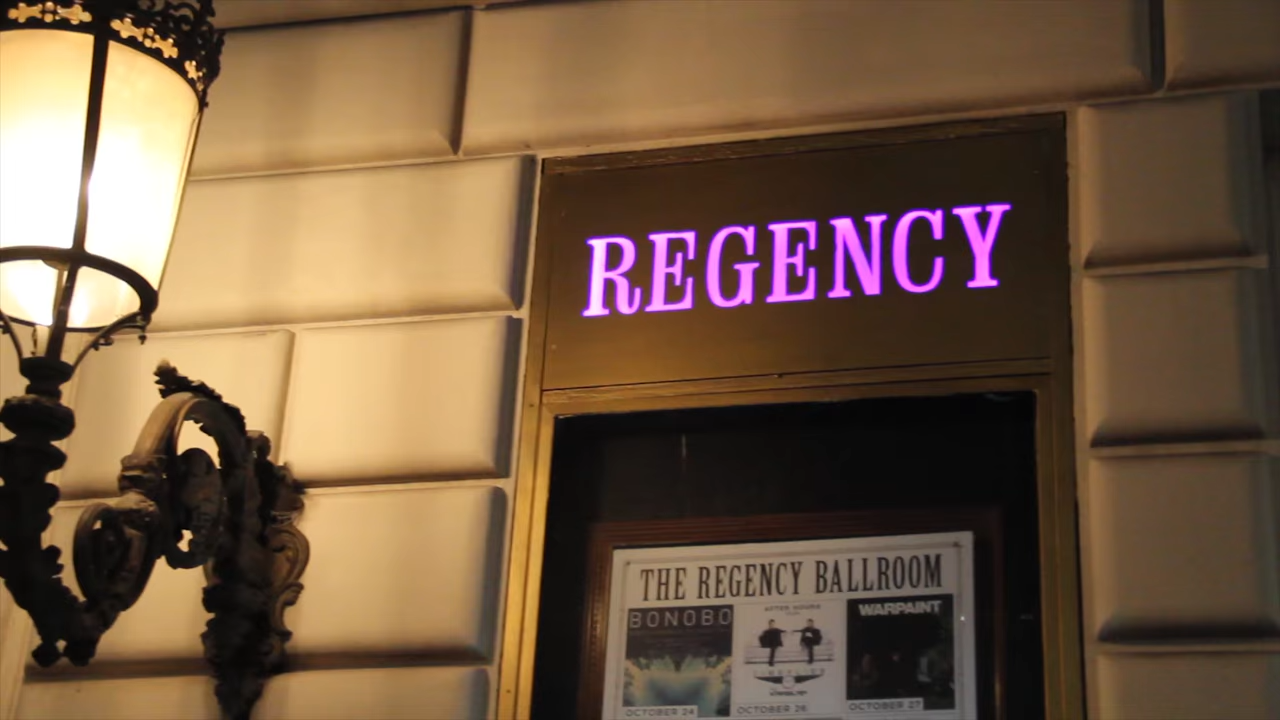 REGENCY
THE REGENCY BALLROOM
BONOBO
AFTER HOURS
WARPAINT
OCTOBER 24
OCTOBER 26
OCTOBER 27